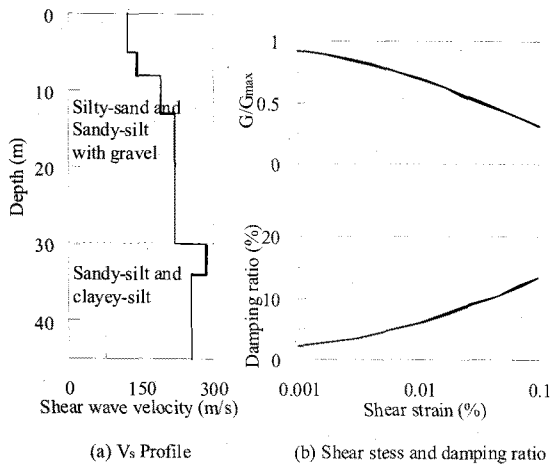 0
10
20
30
40
Depth (m)
Silty-sand and
Sandy-silt
with gravel
Sandy-silt and
clayey-silt
0 150 300
Shear wave velocity (m/s)
(a) Vs Profile
1
0.5
0
G/Gmax
20
10
0
Damping ratio (%)
0.001 0.01 0.1
Shear strain (%)
(b) Shear stess and damping ratio